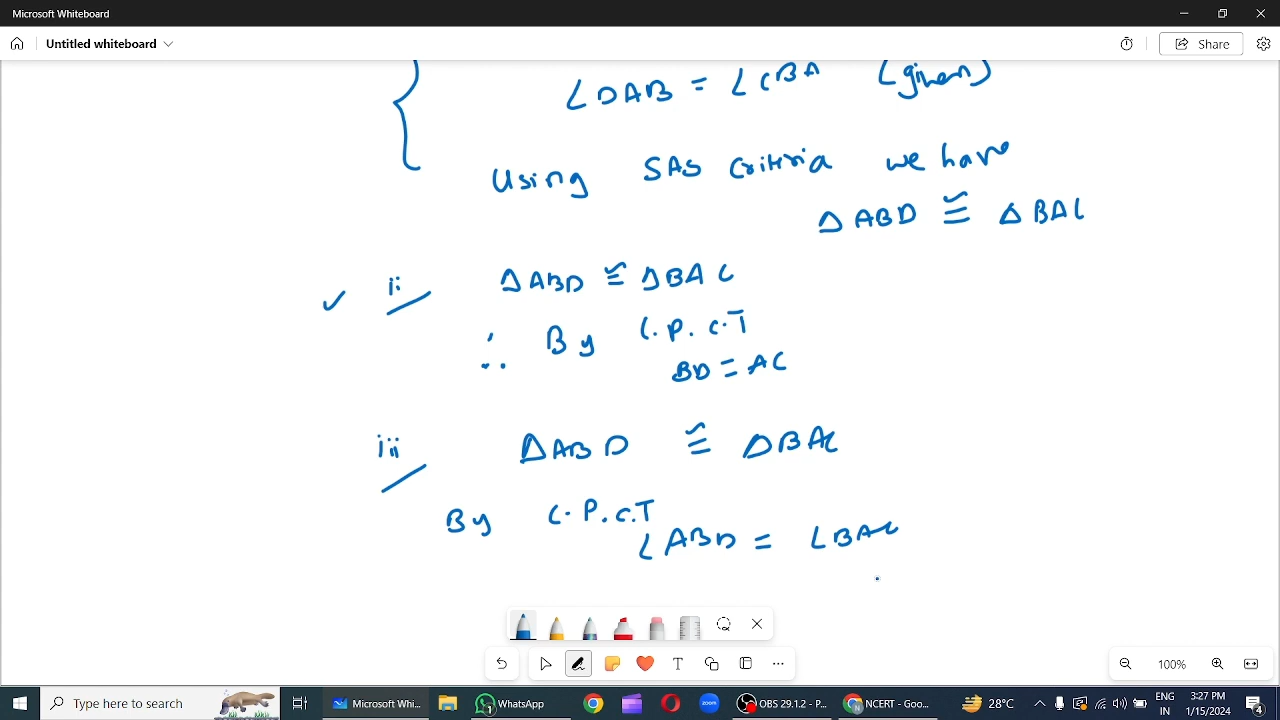 Microsoft Whiteboard
Untitled whiteboard
Share
∠DAB = ∠CBA (given)
Using SAS Criteria we have
Δ ABD ≅ Δ BAC
ii Δ ABD ≅ Δ BAC
∴ By C.P.C.T
BD = AC
iii Δ ABD ≅ Δ BAC
By C.P.C.T
∠ABD = ∠BAC
100%
Type here to search
Microsoft Whi...
WhatsApp
zoom
OBS 29.1.2 - P...
NCERT - Goo...
28°C
ENG
IN
3:27 PM
1/15/2024
4